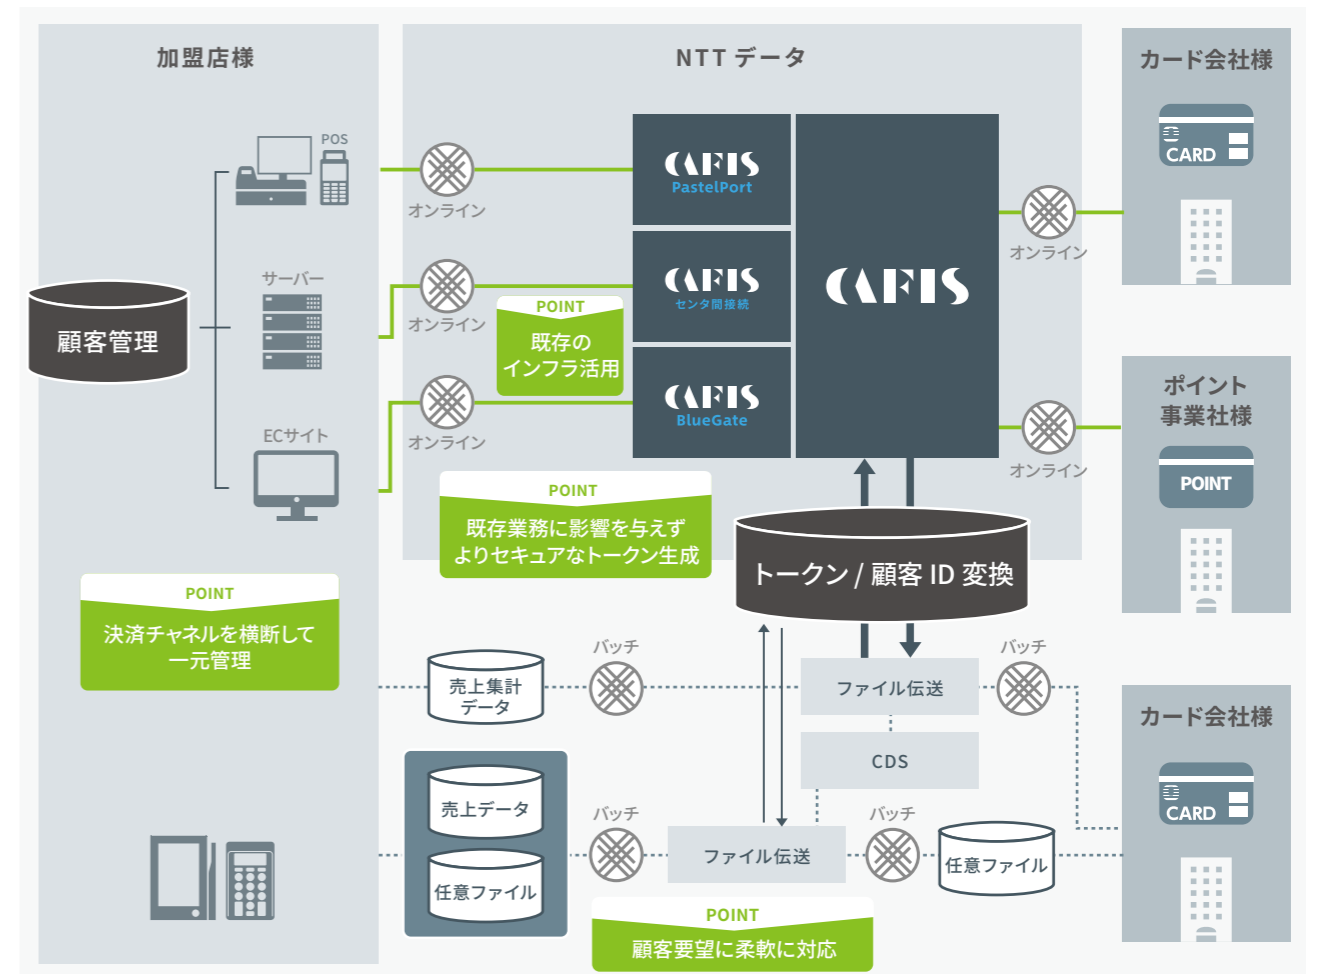 加盟店様
NTT データ
カード会社様
POS
CARD
CAFIS
PastelPort
オンライン
オンライン
サーバー
CAFIS
センタ間接続
CAFIS
オンライン
POINT
既存の
インフラ活用
顧客管理
ポイント
事業社様
CAFIS
BlueGate
ECサイト
オンライン
オンライン
POINT
POINT
既存業務に影響を与えず
よりセキュアなトークン生成
トークン / 顧客 ID 変換
POINT
決済チャネルを横断して
一元管理
バッチ
バッチ
売上集計
データ
ファイル伝送
カード会社様
CDS
売上データ
バッチ
バッチ
CARD
ファイル伝送
任意ファイル
任意ファイル
POINT
顧客要望に柔軟に対応